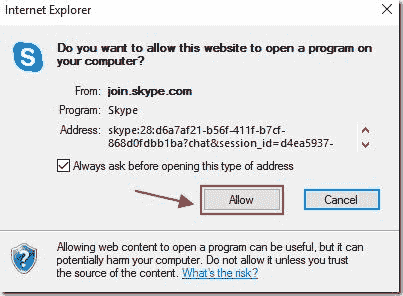 Internet Explorer
Do you want to allow this website to open a program on
your computer?
From: join.skype.com
Program: Skype
Address: skype:28:d6a7af21-b56f-411f-b7cf-
868d0fdbb1ba?chat&session_id=d4ea5937-
Always ask before opening this type of address
Allow Cancel
Allowing web content to open a program can be useful, but it can
potentially harm your computer. Do not allow it unless you trust
the source of the content. What's the risk?